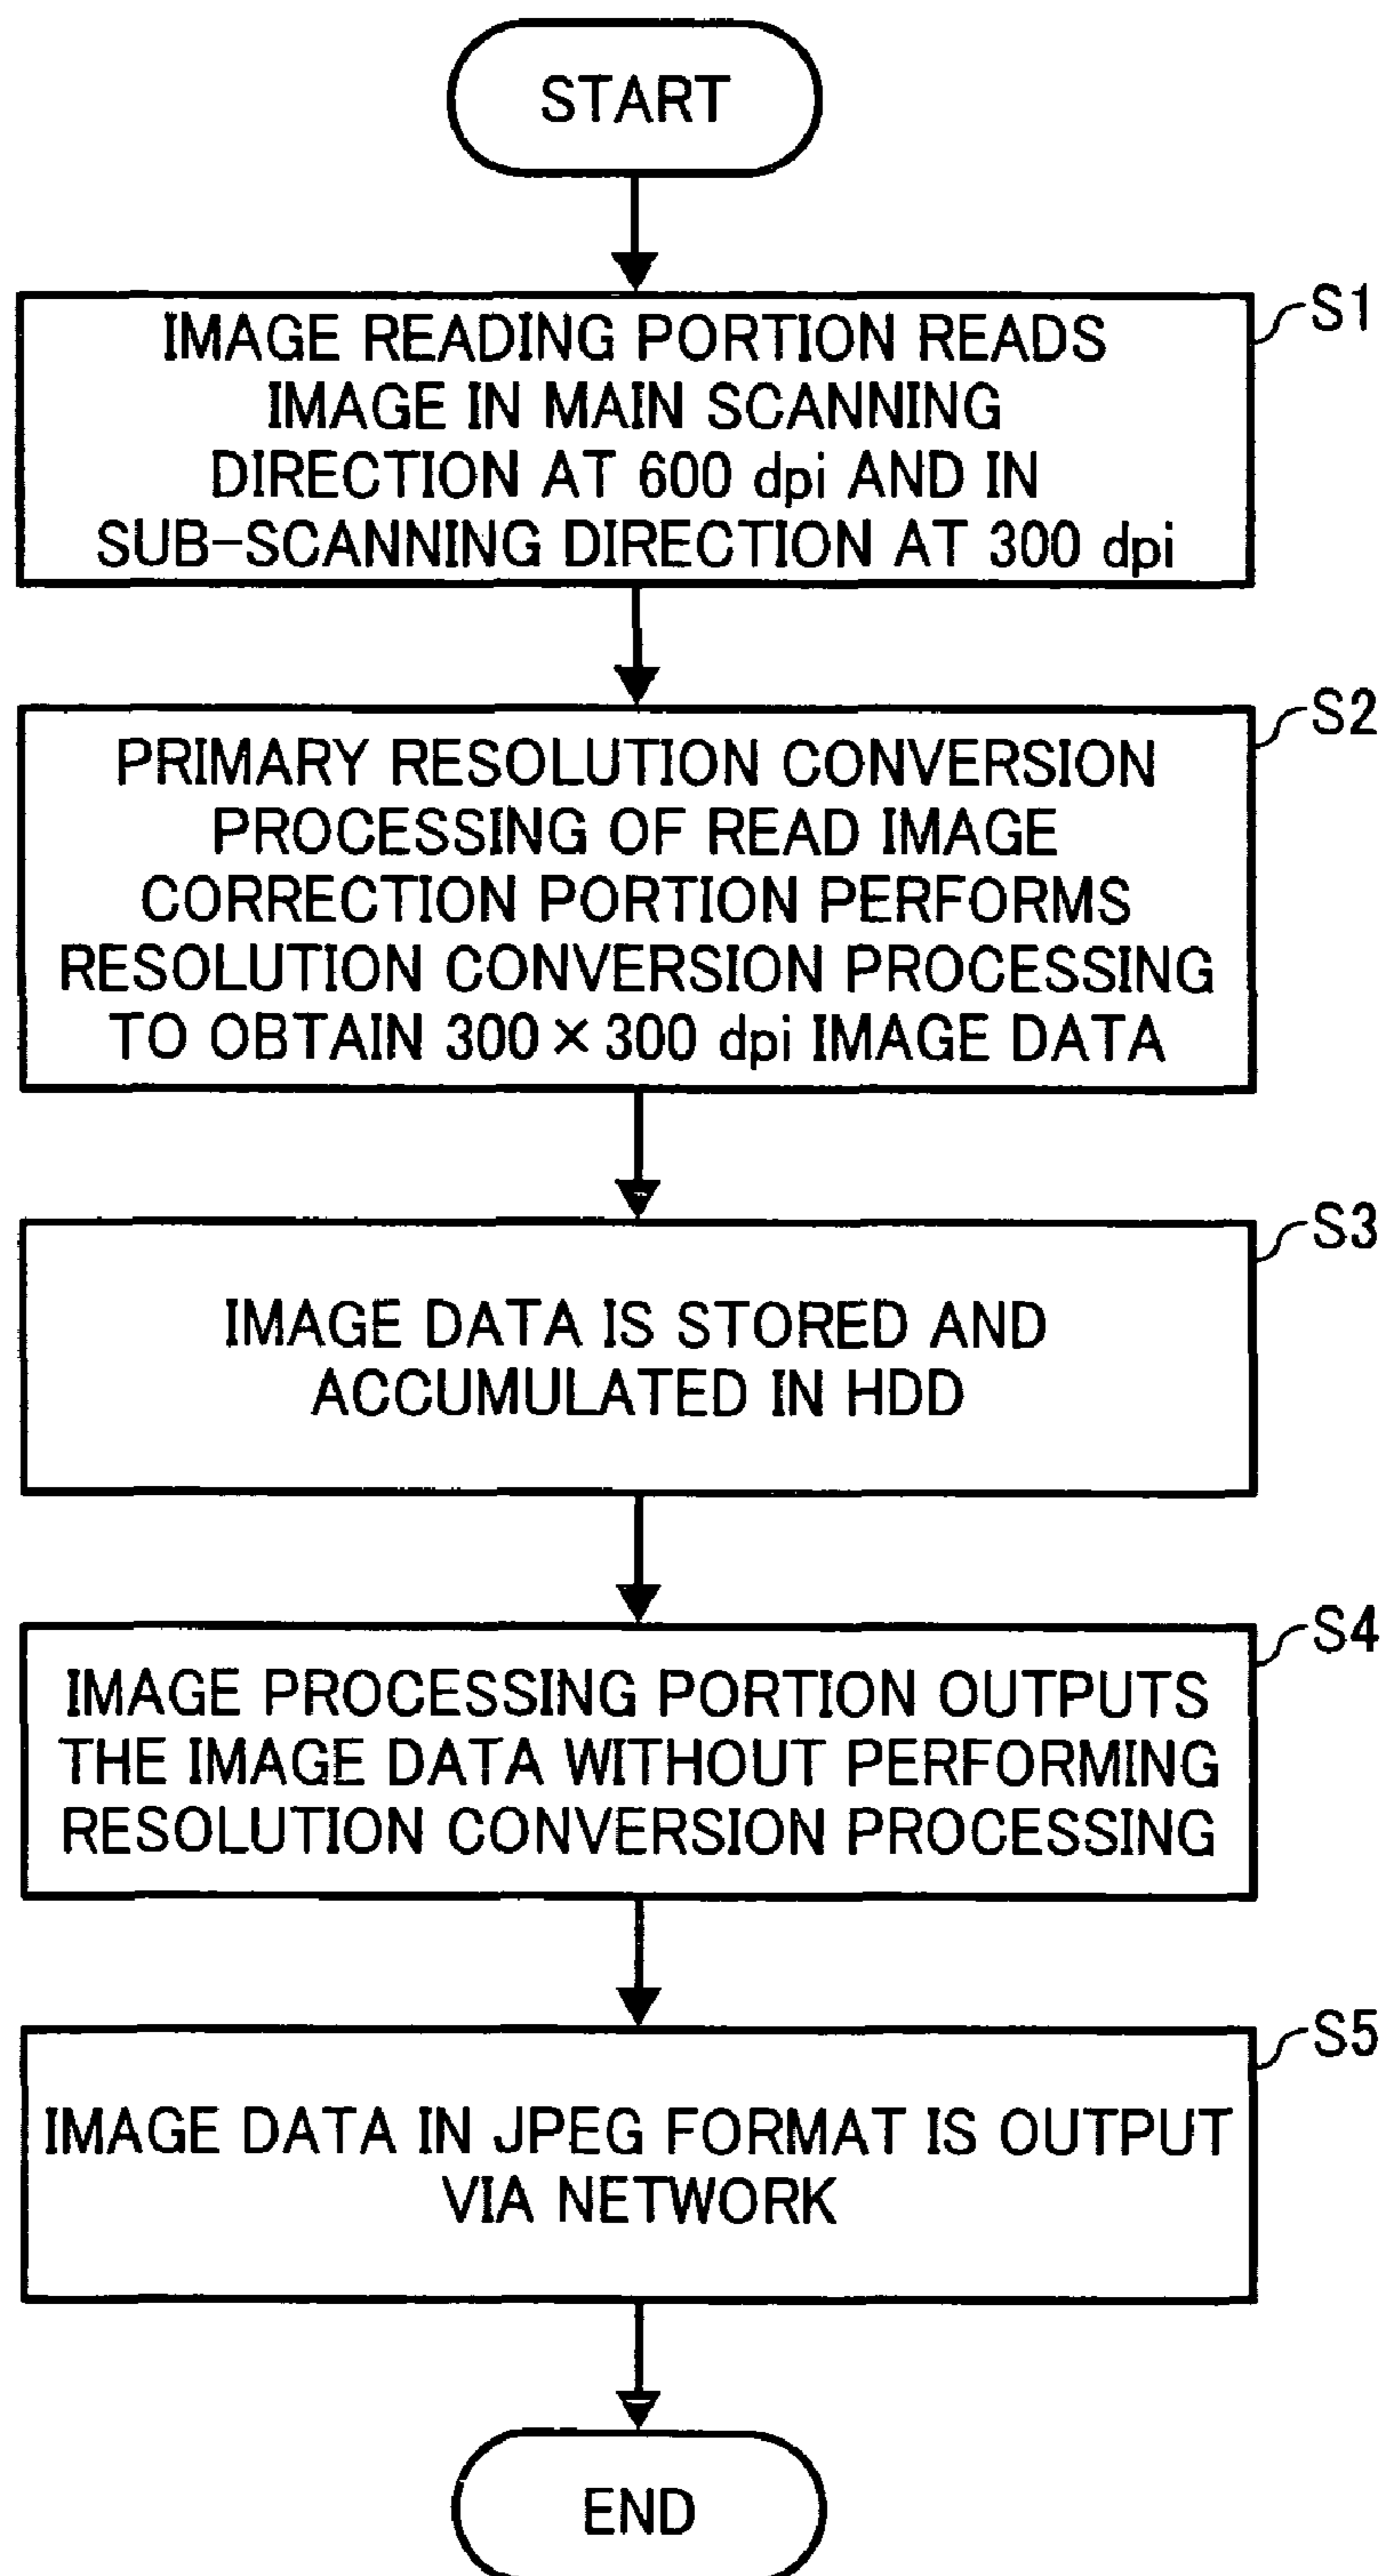 START
S1
IMAGE READING PORTION READS
IMAGE IN MAIN SCANNING
DIRECTION AT 600 dpi AND IN
SUB-SCANNING DIRECTION AT 300 dpi
S2
PRIMARY RESOLUTION CONVERSION
PROCESSING OF READ IMAGE
CORRECTION PORTION PERFORMS
RESOLUTION CONVERSION PROCESSING
TO OBTAIN 300×300 dpi IMAGE DATA
S3
IMAGE DATA IS STORED AND
ACCUMULATED IN HDD
S4
IMAGE PROCESSING PORTION OUTPUTS
THE IMAGE DATA WITHOUT PERFORMING
RESOLUTION CONVERSION PROCESSING
S5
IMAGE DATA IN JPEG FORMAT IS OUTPUT
VIA NETWORK
END